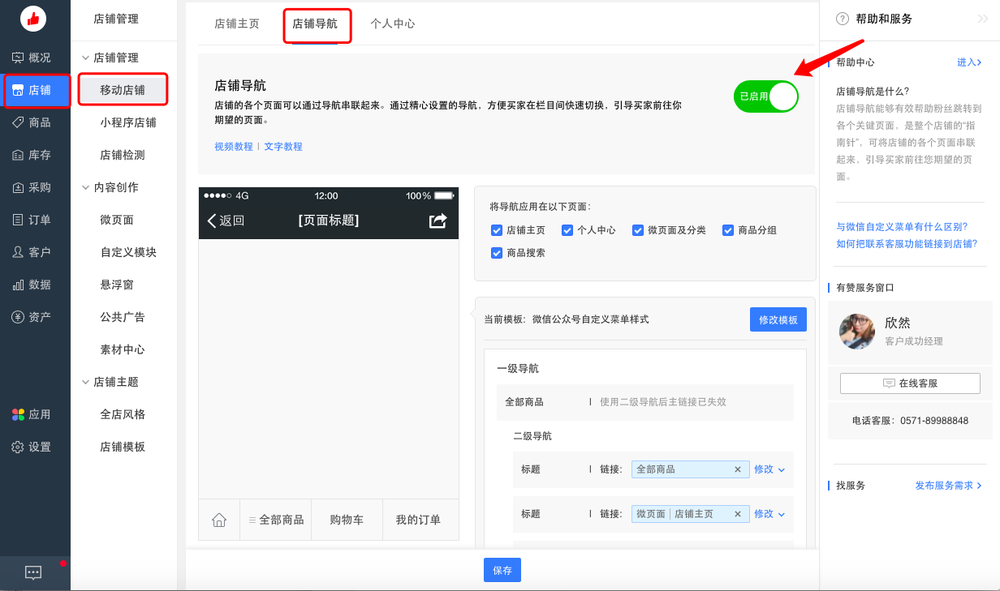 概况
店铺
商品
库存
采购
订单
客户
数据
资产
应用
设置
店铺管理
店铺管理
移动店铺
小程序店铺
店铺检测
内容创作
微页面
自定义模块
悬浮窗
公共广告
素材中心
店铺主题
全店风格
店铺模板
店铺主页
店铺导航
个人中心
店铺导航
店铺的各个页面可以通过导航串联起来。通过精心设置的导航，方便买家在栏目间快速切换，引导买家前往你
期望的页面。
视频教程 | 文字教程
已启用
4G 12:00 100%
返回 [页面标题]
全部商品 购物车 我的订单
将导航应用在以下页面：
店铺主页 个人中心 微页面及分类 商品分组
商品搜索
当前模板：微信公众号自定义菜单样式 修改模板
一级导航
全部商品 | 使用二级导航后主链接已失效
二级导航
标题 | 链接: 全部商品 × 修改
标题 | 链接: 微页面 | 店铺主页 × 修改
保存
? 帮助和服务
帮助中心 进入
店铺导航是什么?
店铺导航能够有效帮助粉丝跳转到
各个关键页面，是整个店铺的“指
南针”，可将店铺的各个页面串联
起来，引导买家前往您期望的页
面。
与微信自定义菜单有什么区别?
如何把联系客服功能链接到店铺?
有赞服务窗口
欣然
客户成功经理
在线客服
电话客服：0571-89988848
找服务 发布服务需求